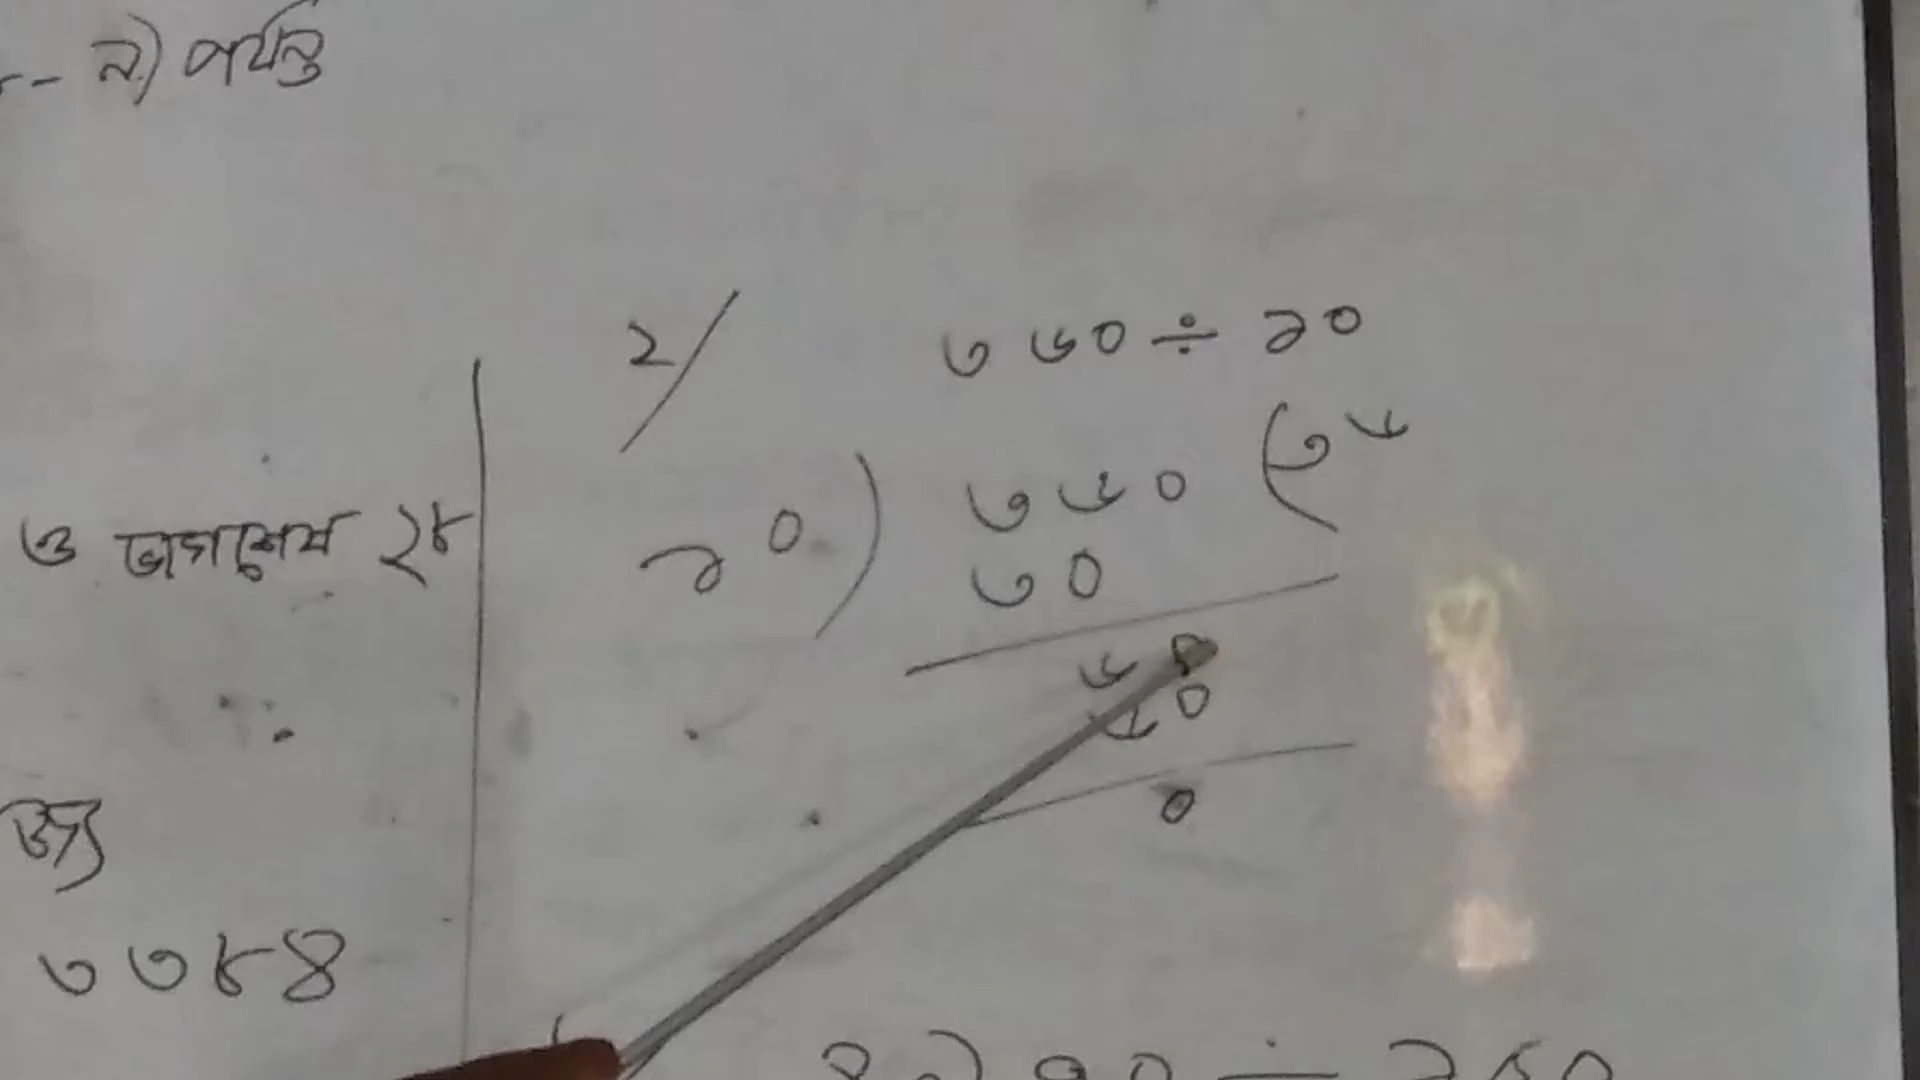 -- ন) পর্যন্ত
ও ভাগশেষ ২৮
৩৩৮৪
২/ ৩৬০ ÷ ১০
১০) ৩৬০ (৩৬
৩০
৬০
৬০
০